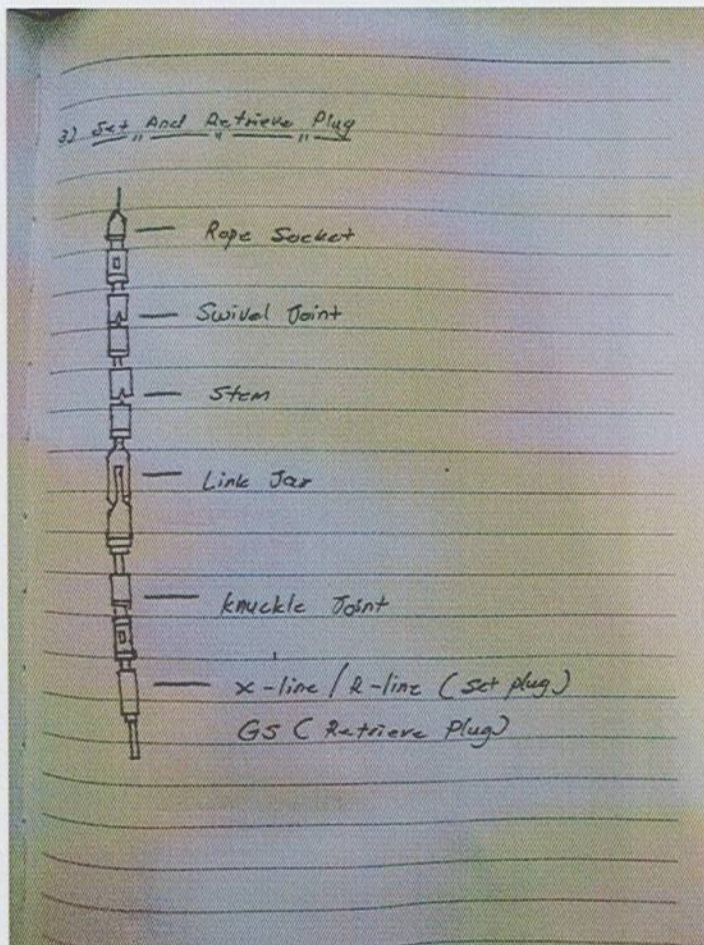 3) Set And Retrieve Plug
Rope Socket
Swivel Joint
Stem
Link Jar
knuckle Joint
x-line / R-line (set plug)
GS (Retrieve Plug)